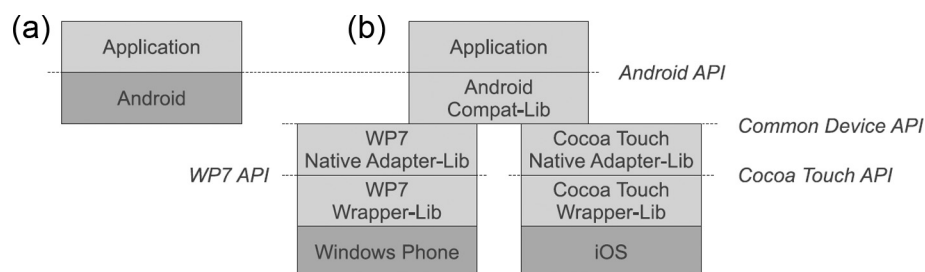 (a)
Application
Android
(b)
Application
Android API
Android
Compat-Lib
Common Device API
WP7
Native Adapter-Lib
Cocoa Touch
Native Adapter-Lib
WP7 API
Cocoa Touch API
WP7
Wrapper-Lib
Cocoa Touch
Wrapper-Lib
Windows Phone
iOS